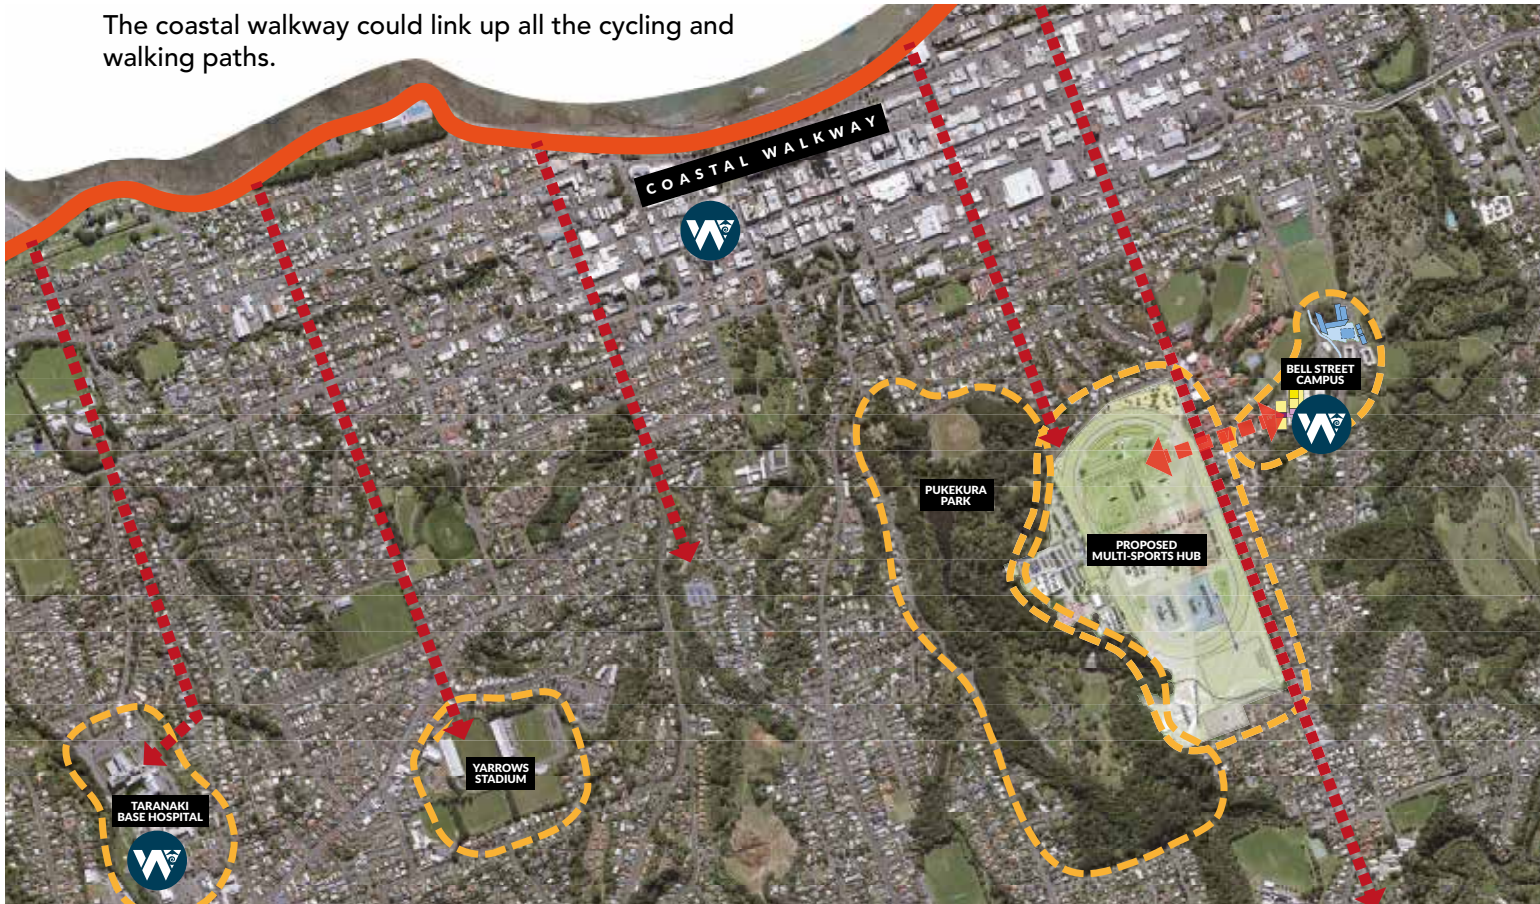 The coastal walkway could link up all the cycling and
walking paths.
COASTAL WALKWAY
BELL STREET
CAMPUS
PUKEKURA
PARK
PROPOSED
MULTI-SPORTS HUB
YARROWS
STADIUM
TARANAKI
BASE HOSPITAL